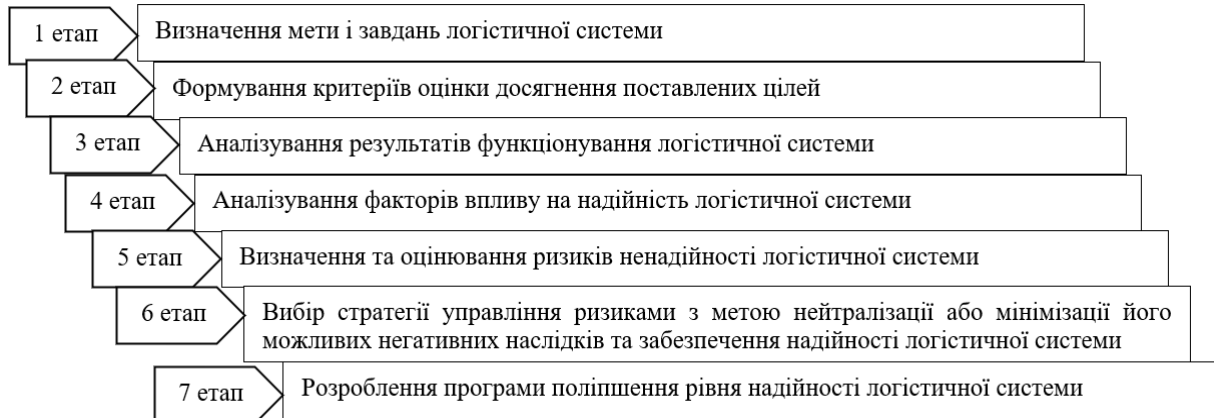 1 етап Визначення мети і завдань логістичної системи
2 етап Формування критеріїв оцінки досягнення поставлених цілей
3 етап Аналізування результатів функціонування логістичної системи
4 етап Аналізування факторів впливу на надійність логістичної системи
5 етап Визначення та оцінювання ризиків ненадійності логістичної системи
6 етап Вибір стратегії управління ризиками з метою нейтралізації або мінімізації його
можливих негативних наслідків та забезпечення надійності логістичної системи
7 етап Розроблення програми поліпшення рівня надійності логістичної системи